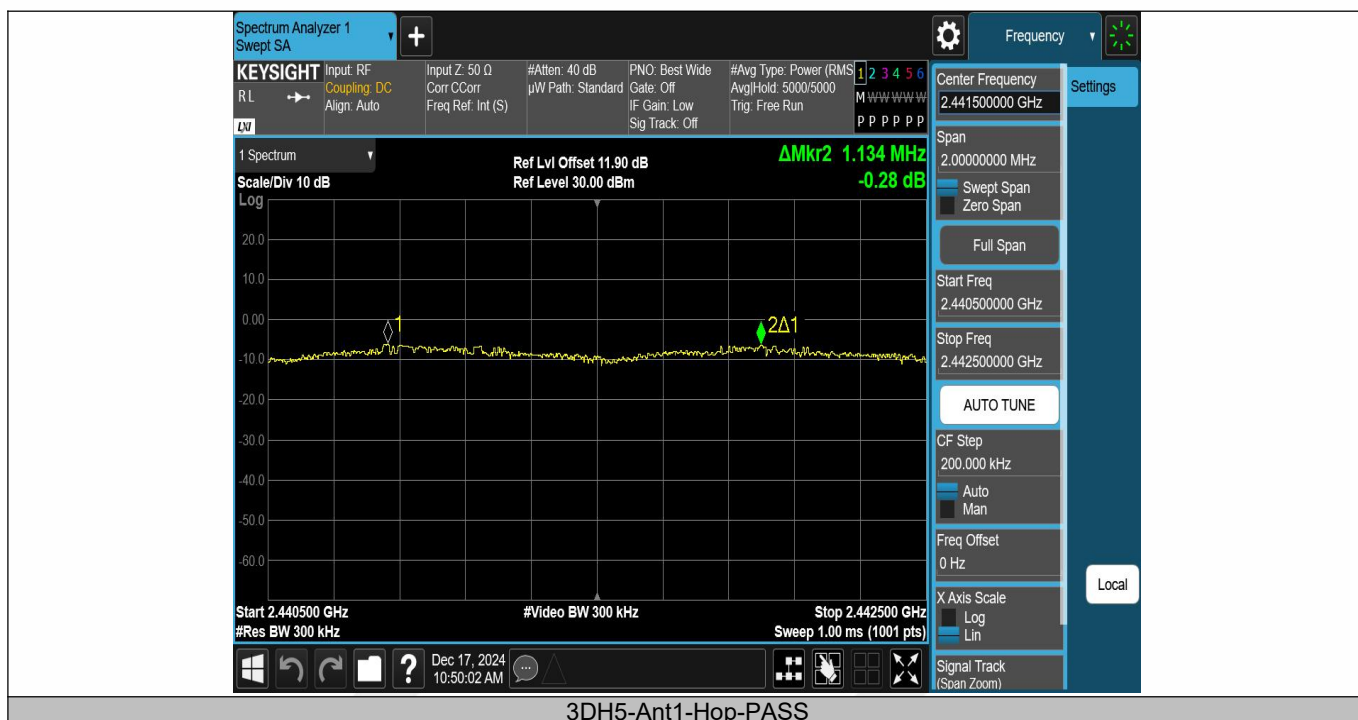 Spectrum Analyzer 1
Swept SA
+
Frequency
KEYSIGHT
RL
LXI
Input: RF
Coupling: DC
Align: Auto
Input Z: 50 Ω
Corr CCorr
Freq Ref: Int (S)
#Atten: 40 dB
µW Path: Standard
PNO: Best Wide
Gate: Off
IF Gain: Low
Sig Track: Off
#Avg Type: Power (RMS
Avg|Hold: 5000/5000
Trig: Free Run
1 2 3 4 5 6
M W W W W W
P P P P P P
1 Spectrum
Scale/Div 10 dB
Log
Ref Lvl Offset 11.90 dB
Ref Level 30.00 dBm
ΔMkr2 1.134 MHz
-0.28 dB
20.0
10.0
0.00
-10.0
-20.0
-30.0
-40.0
-50.0
-60.0
1
2Δ1
Start 2.440500 GHz
#Res BW 300 kHz
#Video BW 300 kHz
Stop 2.442500 GHz
Sweep 1.00 ms (1001 pts)
Center Frequency
2.441500000 GHz
Settings
Span
2.00000000 MHz
Swept Span
Zero Span
Full Span
Start Freq
2.440500000 GHz
Stop Freq
2.442500000 GHz
AUTO TUNE
CF Step
200.000 kHz
Auto
Man
Freq Offset
0 Hz
X Axis Scale
Log
Lin
Local
Signal Track
(Span Zoom)
?
Dec 17, 2024
10:50:02 AM
3DH5-Ant1-Hop-PASS